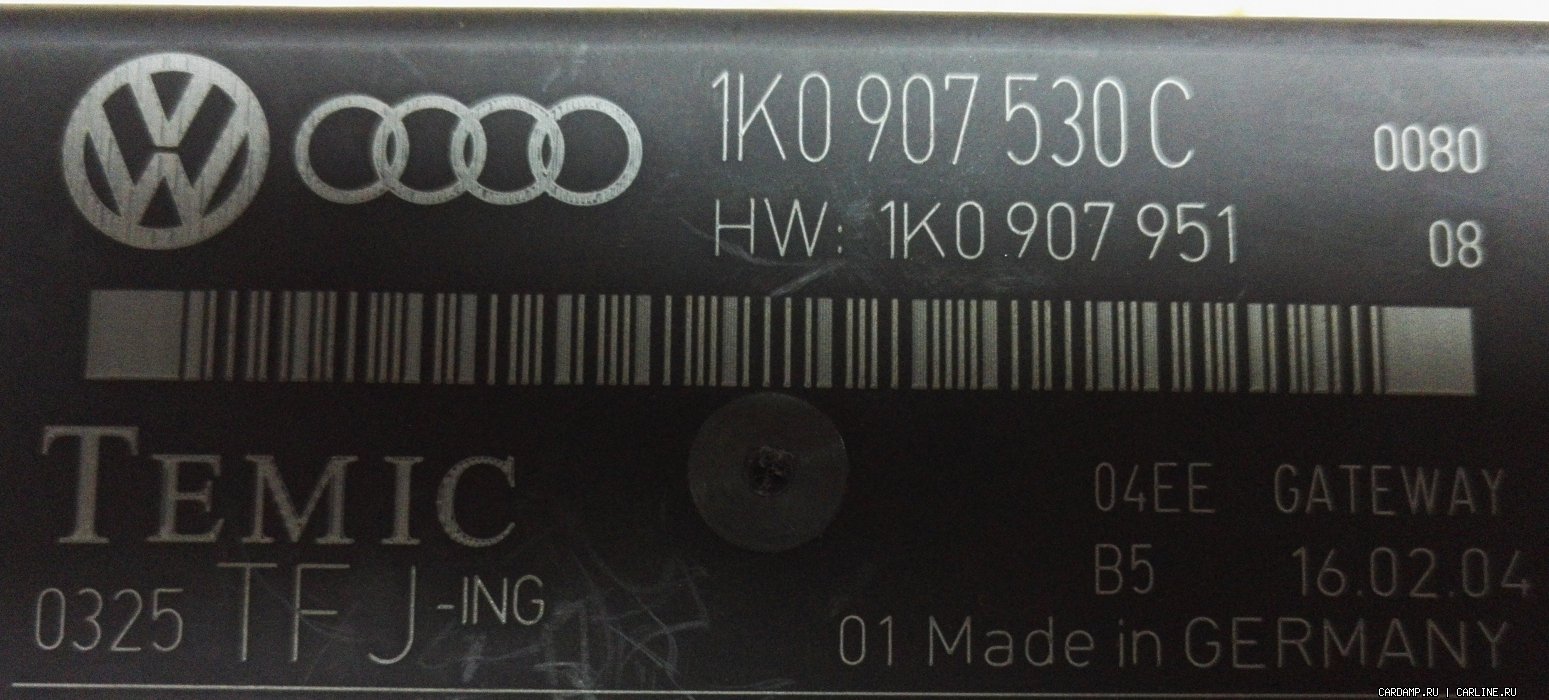 1K0 907 530 C 0080
HW: 1K0 907 951 08
TEMIC
04EE GATEWAY
B5 16.02.04
0325 TFJ-ING
01 Made in GERMANY
CARDAMP.RU | CARLINE.RU